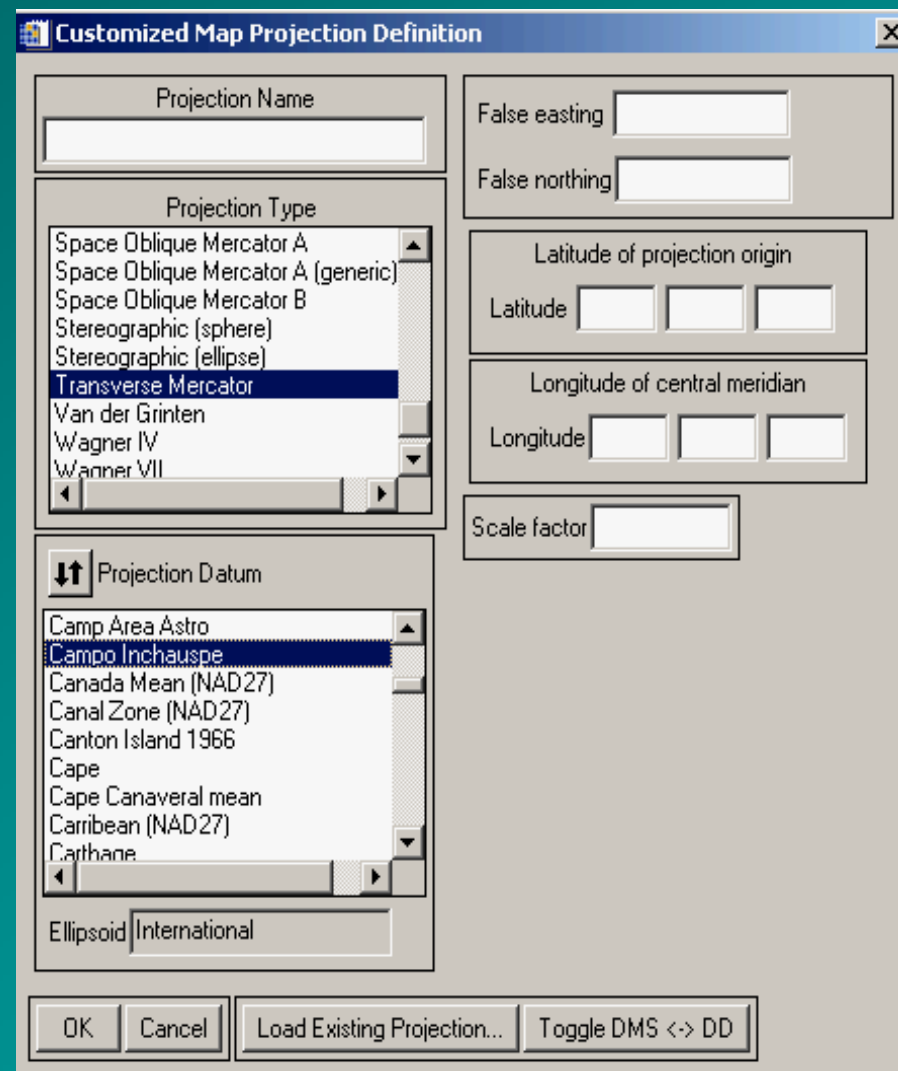 Customized Map Projection Definition
Projection Name
Projection Type
Space Oblique Mercator A
Space Oblique Mercator A (generic)
Space Oblique Mercator B
Stereographic (sphere)
Stereographic (ellipse)
Transverse Mercator
Van der Grinten
Wagner IV
Wagner VII
Projection Datum
Camp Area Astro
Campo Inchauspe
Canada Mean (NAD27)
Canal Zone (NAD27)
Canton Island 1966
Cape
Cape Canaveral mean
Carribean (NAD27)
Carthage
Ellipsoid International
False easting
False northing
Latitude of projection origin
Latitude
Longitude of central meridian
Longitude
Scale factor
OK Cancel Load Existing Projection... Toggle DMS <-> DD